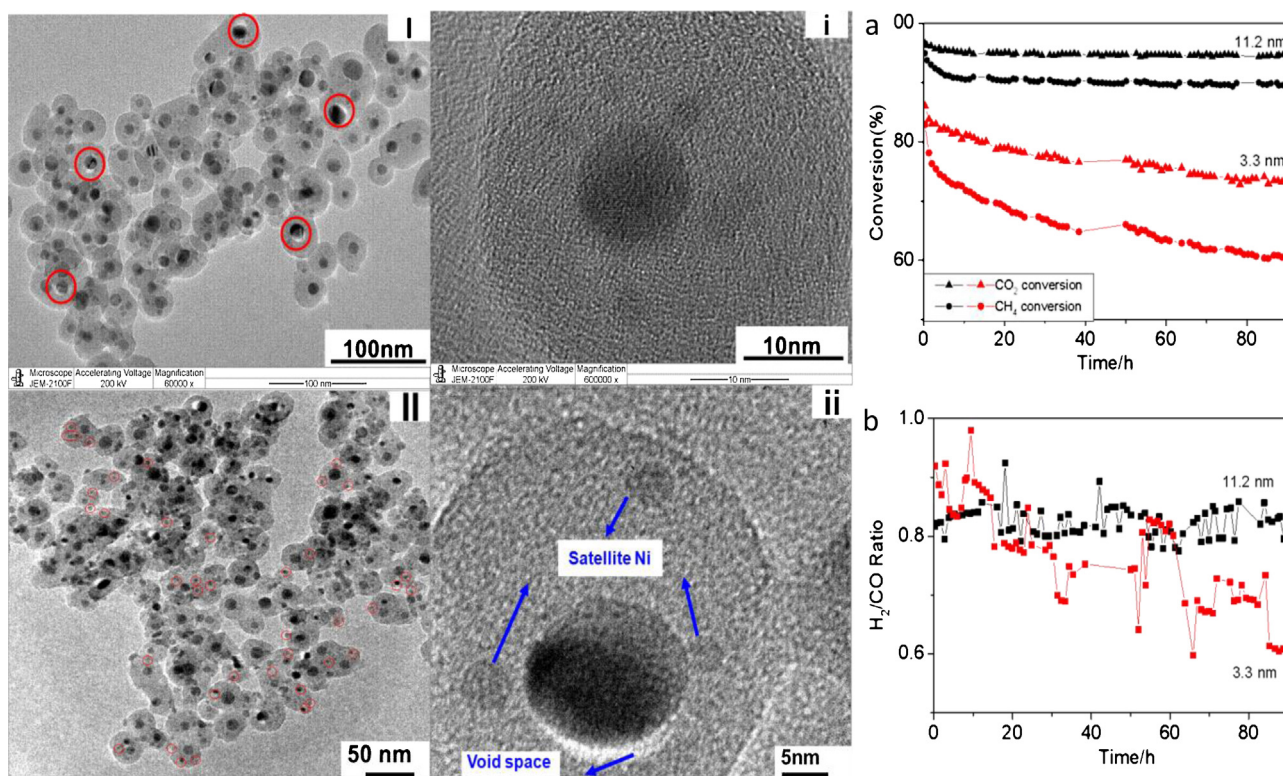 I
100nm
Microscope Accelerating Voltage Magnification
JEM-2100F 200 kV 60000 x 100 nm
i
10nm
Microscope Accelerating Voltage Magnification
JEM-2100F 200 kV 600000 x 10 nm
II
50 nm
ii
Satellite Ni
Void space
5nm
a
00
80
60
Conversion (%)
11.2 nm
3.3 nm
CO₂ conversion
CH₄ conversion
0 20 40 60 80
Time/h
b
1.0
0.8
0.6
H₂/CO Ratio
11.2 nm
3.3 nm
0 20 40 60 80
Time/h